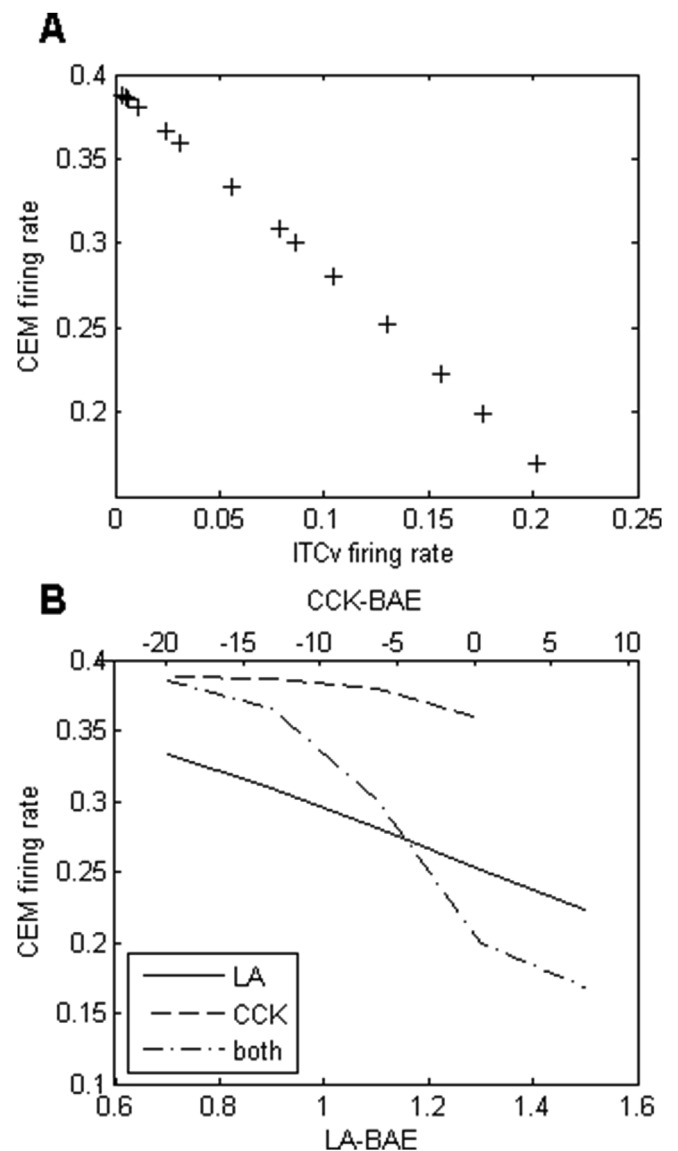 A
0.4
0.35
0.3
0.25
0.2
CEM firing rate
0 0.05 0.1 0.15 0.2 0.25
ITCv firing rate
B
CCK-BAE
-20 -15 -10 -5 0 5 10
0.4
0.35
0.3
0.25
0.2
0.15
0.1
CEM firing rate
LA
CCK
both
0.6 0.8 1 1.2 1.4 1.6
LA-BAE